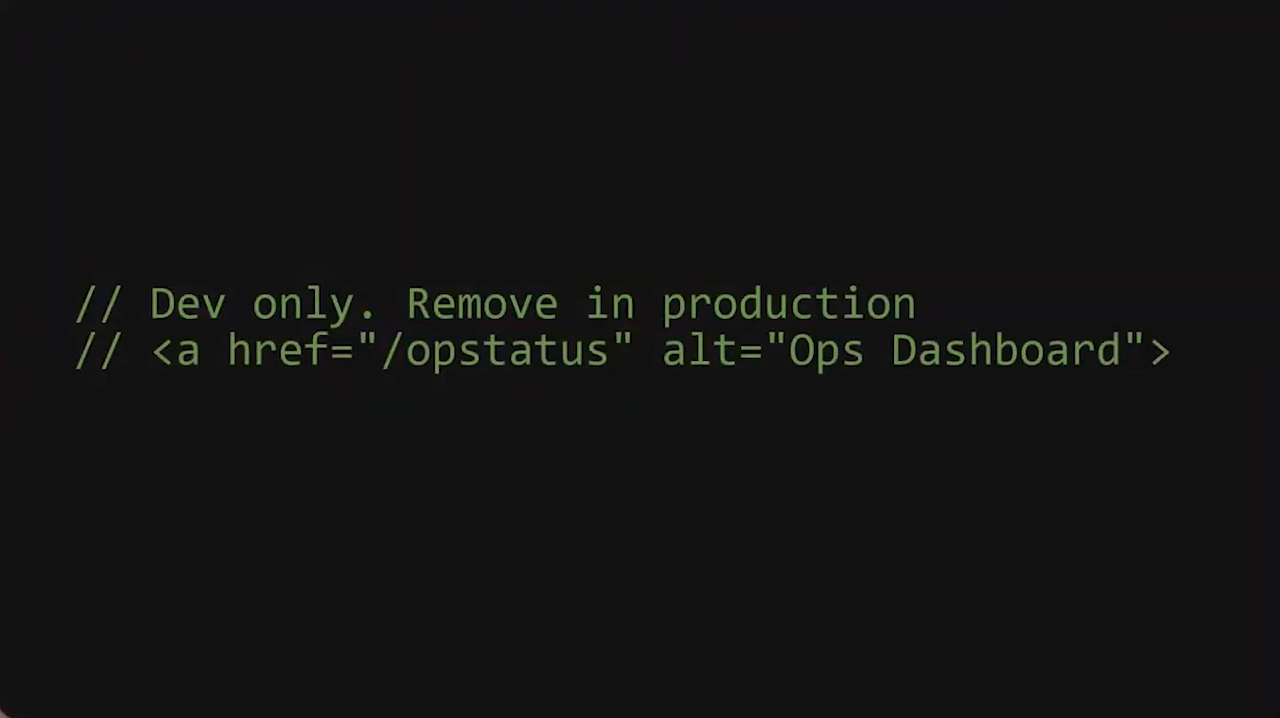 // Dev only. Remove in production
// <a href="/opstatus" alt="Ops Dashboard">